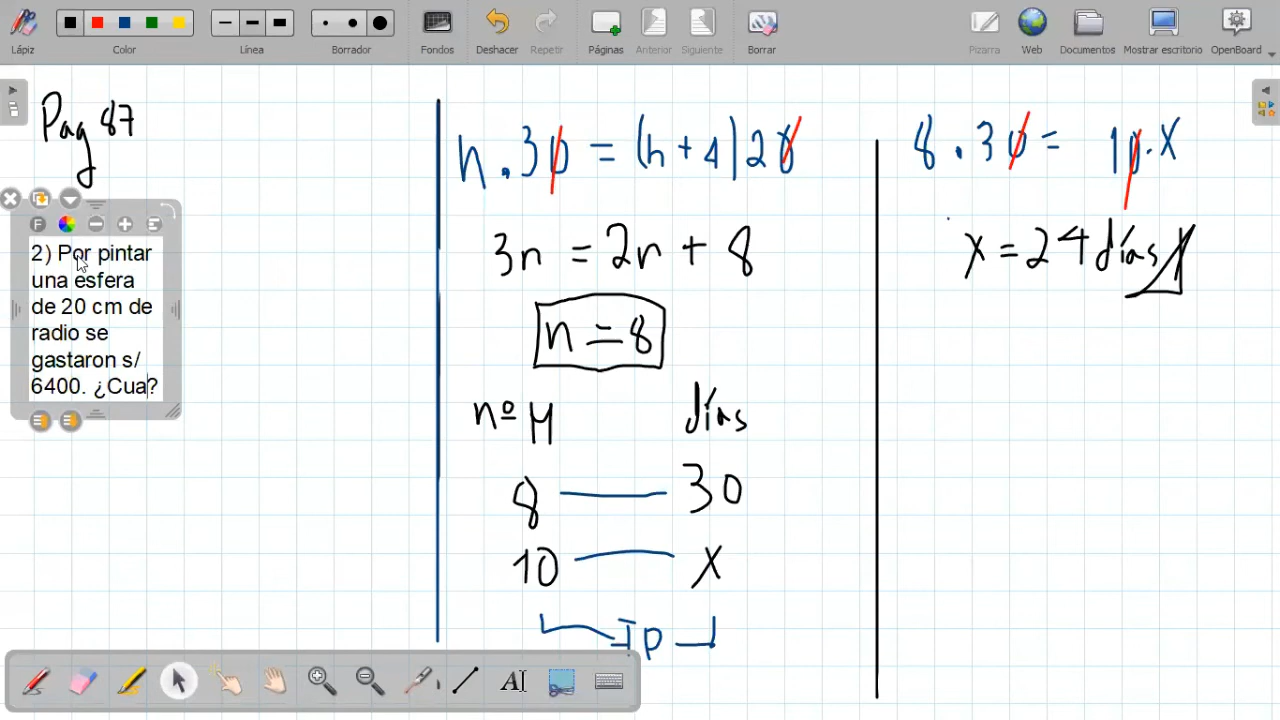 Lápiz
Color
Línea
Borrador
Fondos
Deshacer
Repetir
Páginas
Anterior
Siguiente
Borrar
Pizarra
Web
Documentos
Mostrar escritorio
OpenBoard
Pag 87
F
2) Por pintar
una esfera
de 20 cm de
radio se
gastaron s/
6400. ¿Cua?
n . 30 = (n + 4) 20
3n = 2n + 8
n = 8
nº H días
8 30
10 x
IP
8 . 30 = 10 . x
x = 24 días
AI